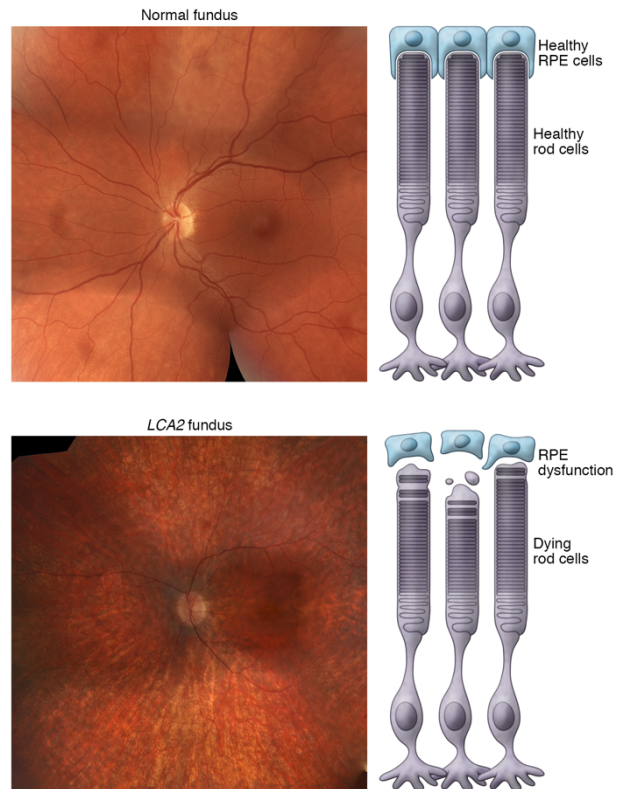 Normal fundus
Healthy
RPE cells
Healthy
rod cells
LCA2 fundus
RPE
dysfunction
Dying
rod cells